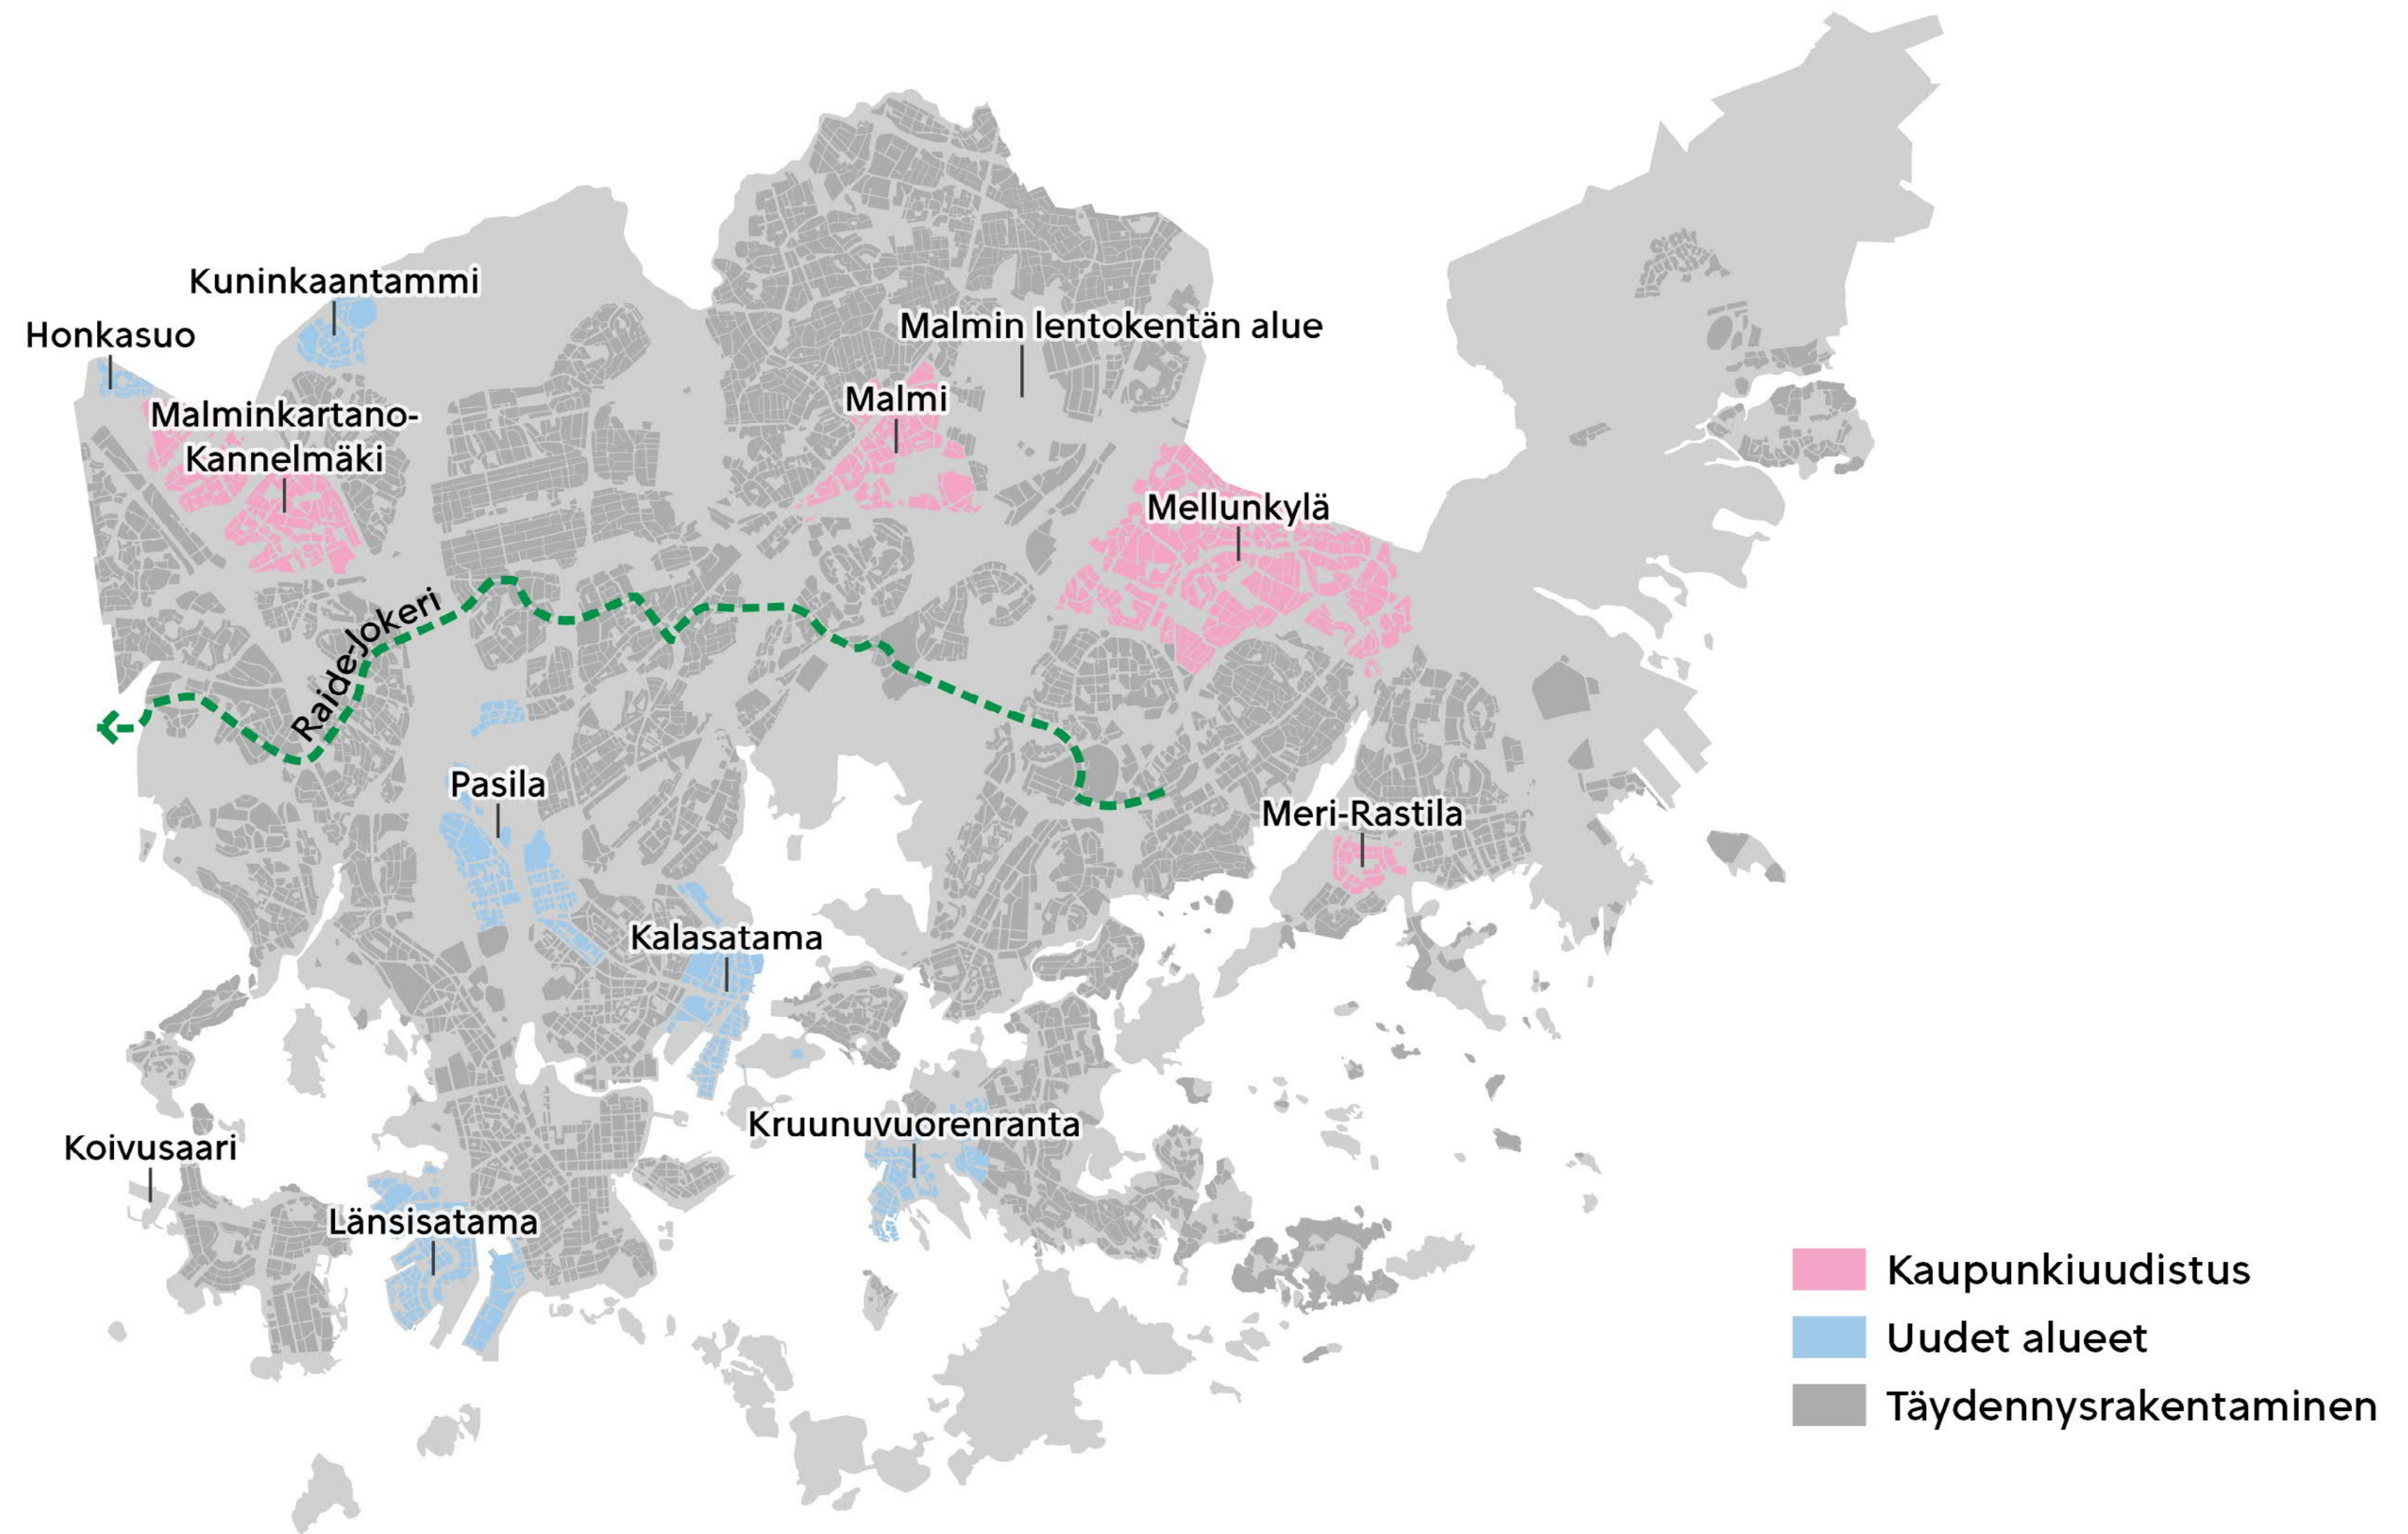 Kuninkaantammi
Honkasuo
Malmin lentokentän alue
Malminkartano-
Kannelmäki
Malmi
Mellunkylä
Raide-Jokeri
Pasila
Meri-Rastila
Kalasatama
Kruunuvuorenranta
Koivusaari
Länsisatama
Kaupunkiuudistus
Uudet alueet
Täydennysrakentaminen